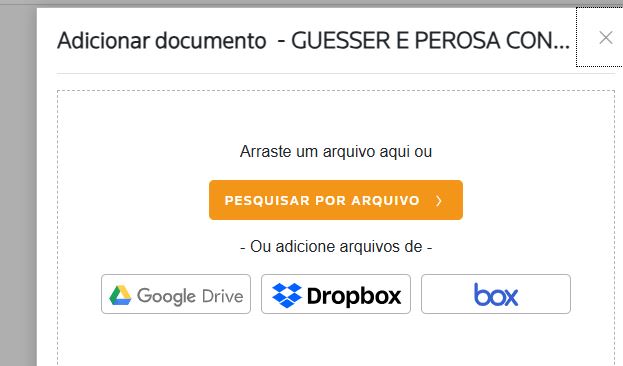 Adicionar documento - GUESSER E PEROSA CON...
Arraste um arquivo aqui ou
PESQUISAR POR ARQUIVO
- Ou adicione arquivos de -
Google Drive
Dropbox
box